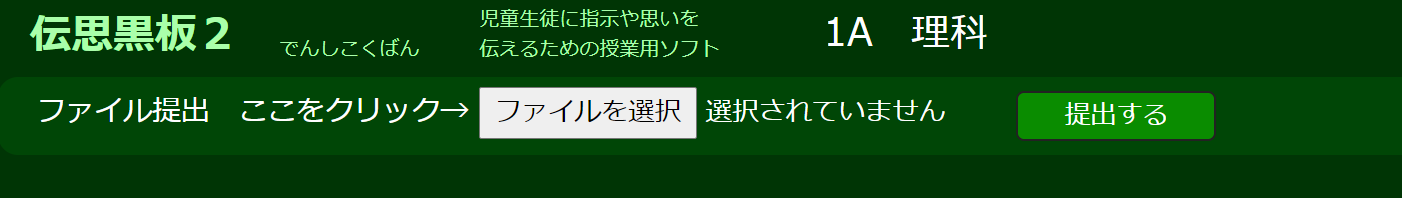 伝思黒板２
でんしこくばん
児童生徒に指示や思いを
伝えるための授業用ソフト
1A　理科
ファイル提出　ここをクリック→ ファイルを選択 選択されていません 提出する